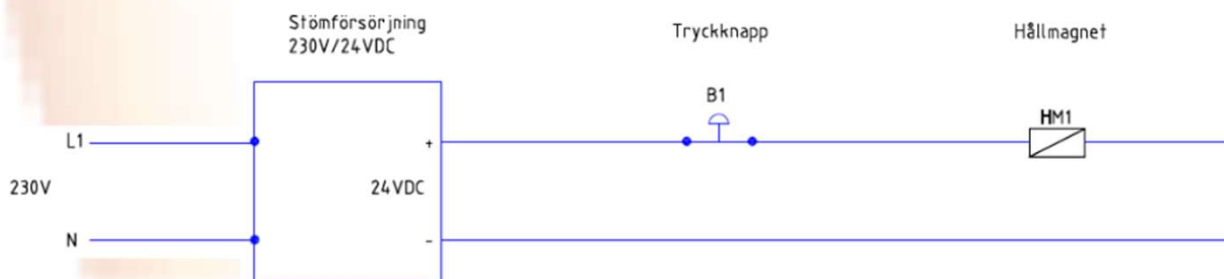 Stömförsörjning
230V/24VDC
Tryckknapp
Hållmagnet
B1
HM1
L1
+
230V
24VDC
N
-